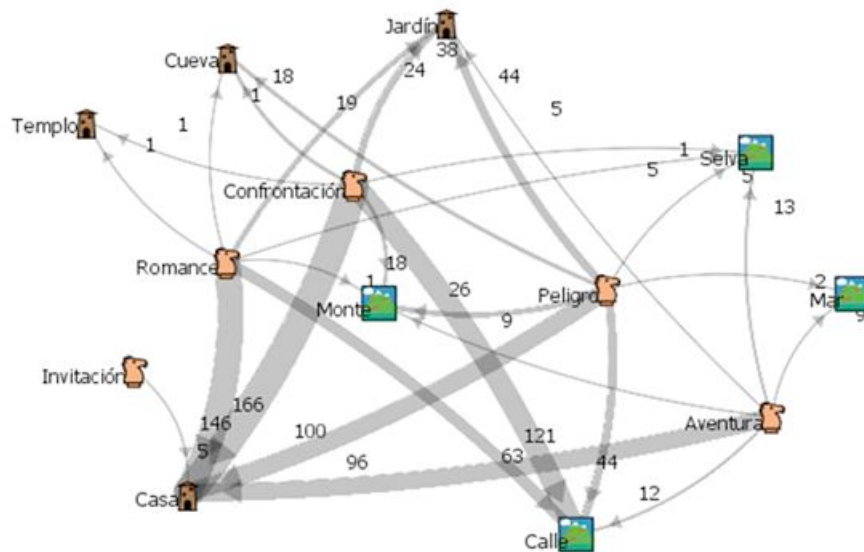 Jardín
38
Cueva
18
24
44
1
19
5
Templo
1
1
1
Selva
Confrontación
5
5
13
Romance
18
26
Peligro
2
1
Monte
9
Mar
9
Invitación
166
146
100
121
Aventura
5
96
63
44
Casa
12
Calle